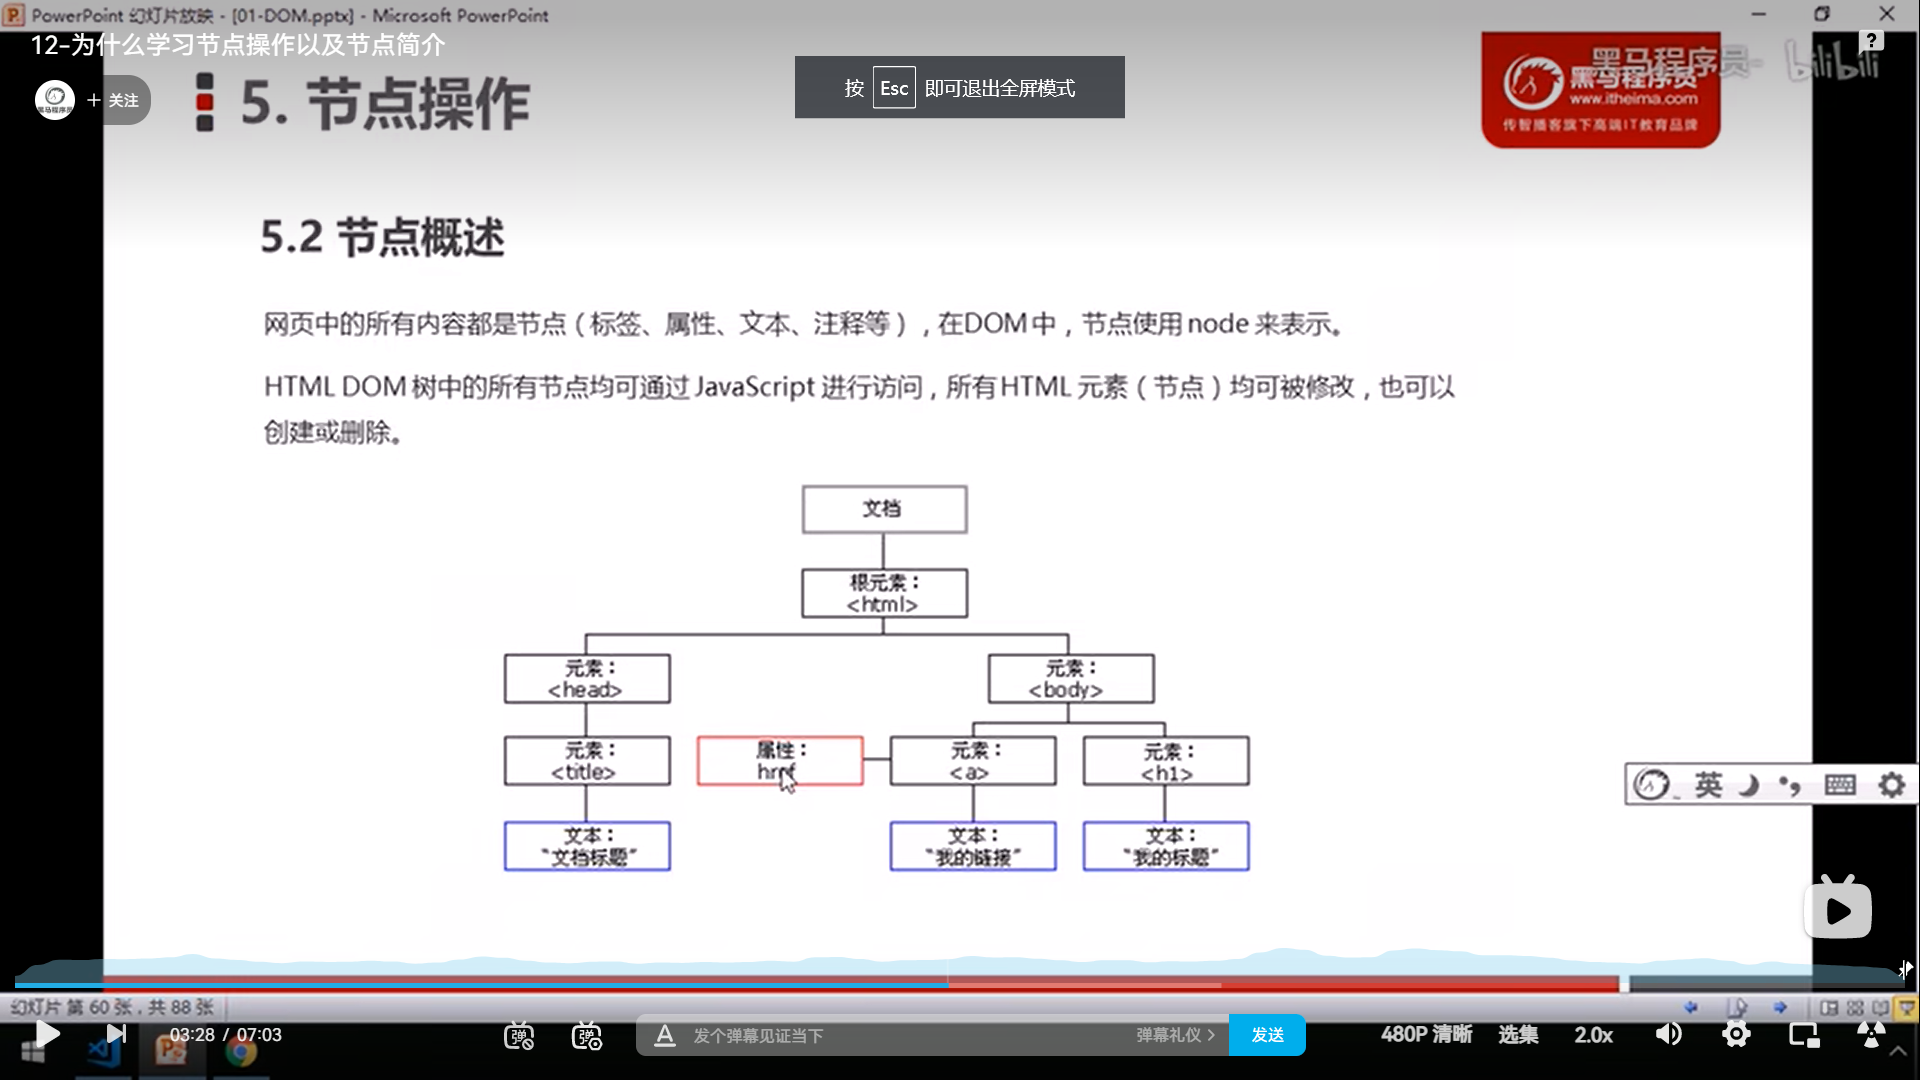 PowerPoint 幻灯片放映 - [01-DOM.pptx] - Microsoft PowerPoint
12-为什么学习节点操作以及节点简介
+ 关注
5. 节点操作
按 Esc 即可退出全屏模式
黑马程序员
bilibili
黑马程序员
www.itheima.com
传智播客旗下高端IT教育品牌
5.2 节点概述
网页中的所有内容都是节点（标签、属性、文本、注释等），在DOM 中，节点使用 node 来表示。
HTML DOM 树中的所有节点均可通过 JavaScript 进行访问，所有 HTML 元素（节点）均可被修改，也可以
创建或删除。
文档
根元素：
<html>
元素：
<head>
元素：
<body>
元素：
<title>
属性：
href
元素：
<a>
元素：
<h1>
文本：
“文档标题”
文本：
“我的链接”
文本：
“我的标题”
英
幻灯片 第 60 张，共 88 张
03:28 / 07:03
弹
弹
A 发个弹幕见证当下
弹幕礼仪 >
发送
480P 清晰
选集
2.0x